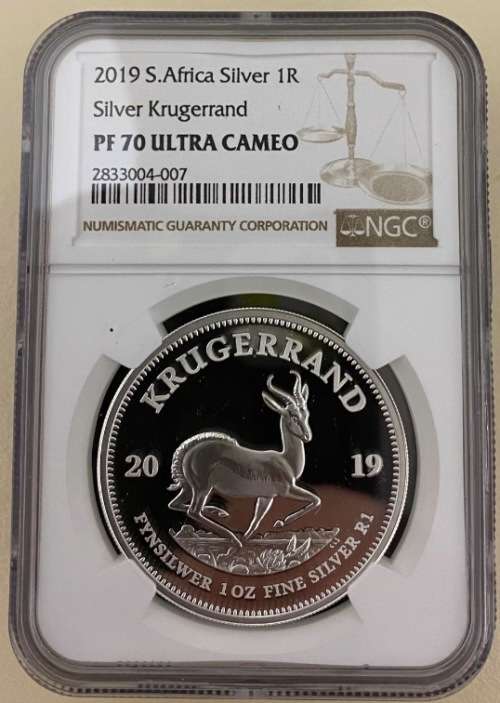 2019 S.Africa Silver 1R
Silver Krugerrand
PF 70 ULTRA CAMEO
2833004-007
NUMISMATIC GUARANTY CORPORATION
NGC®
KRUGERRAND
20 19
FYNSILWER 1 OZ FINE SILVER R1